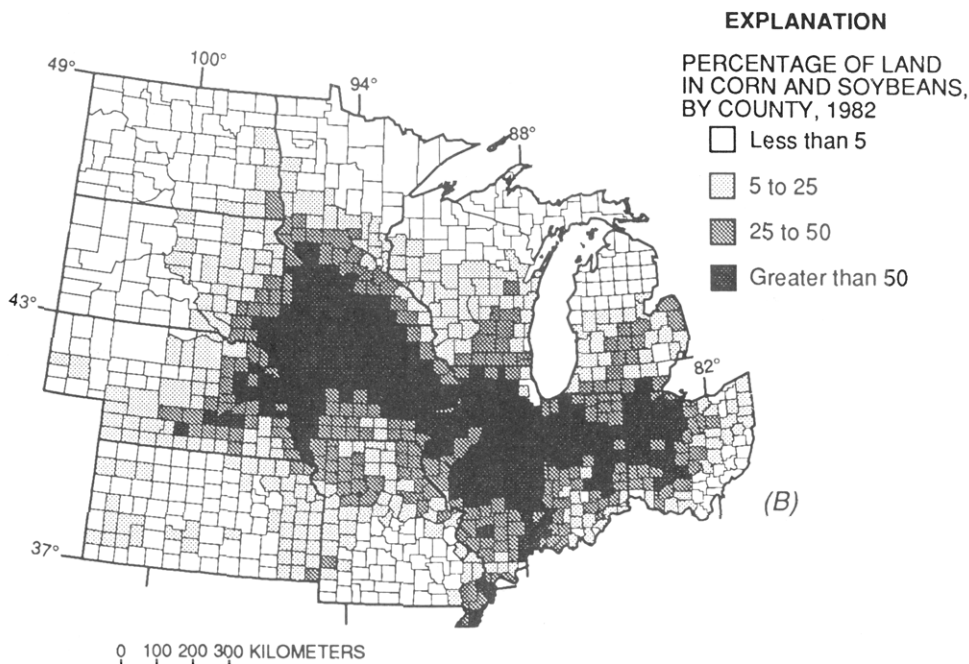 EXPLANATION
PERCENTAGE OF LAND
IN CORN AND SOYBEANS,
BY COUNTY, 1982
Less than 5
5 to 25
25 to 50
Greater than 50
49°
100°
94°
88°
43°
82°
37°
(B)
0 100 200 300 KILOMETERS